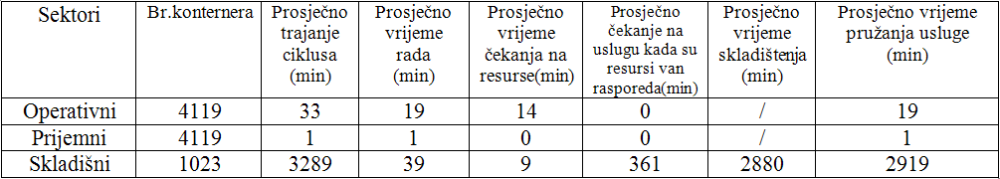 Sektori Br.konternera Prosječno trajanje ciklusa (min) Prosječno vrijeme rada (min) Prosječno vrijeme čekanja na resurse(min) Prosječno čekanje na uslugu kada su resursi van rasporeda(min) Prosječno vrijeme skladištenja (min) Prosječno vrijeme pružanja usluge (min)
Operativni 4119 33 19 14 0 / 19
Prijemni 4119 1 1 0 0 / 1
Skladišni 1023 3289 39 9 361 2880 2919